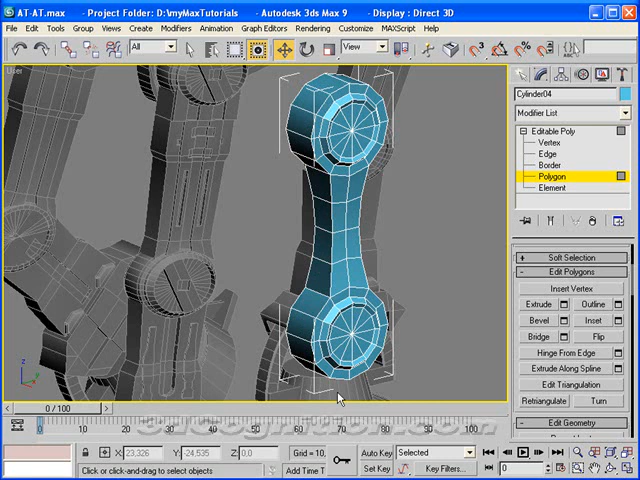 AT-AT.max - Project Folder: D:\myMaxTutorials - Autodesk 3ds Max 9 - Display : Direct 3D
File Edit Tools Group Views Create Modifiers Animation Graph Editors Rendering Customize MAXScript Help
All View
User
Cylinder04
Modifier List
Editable Poly
Vertex
Edge
Border
Polygon
Element
+ Soft Selection
- Edit Polygons
Insert Vertex
Extrude Outline
Bevel Inset
Bridge Flip
Hinge From Edge
Extrude Along Spline
Edit Triangulation
Retriangulate Turn
- Edit Geometry
z
x
0 / 100
0 10 20 30 40 50 60 70 80 90 100
X: 23,326 Y: -24,535 Z: 0,0 Grid = 10, Auto Key Selected
Click or click-and-drag to select objects Add Time T Set Key Key Filters... 0